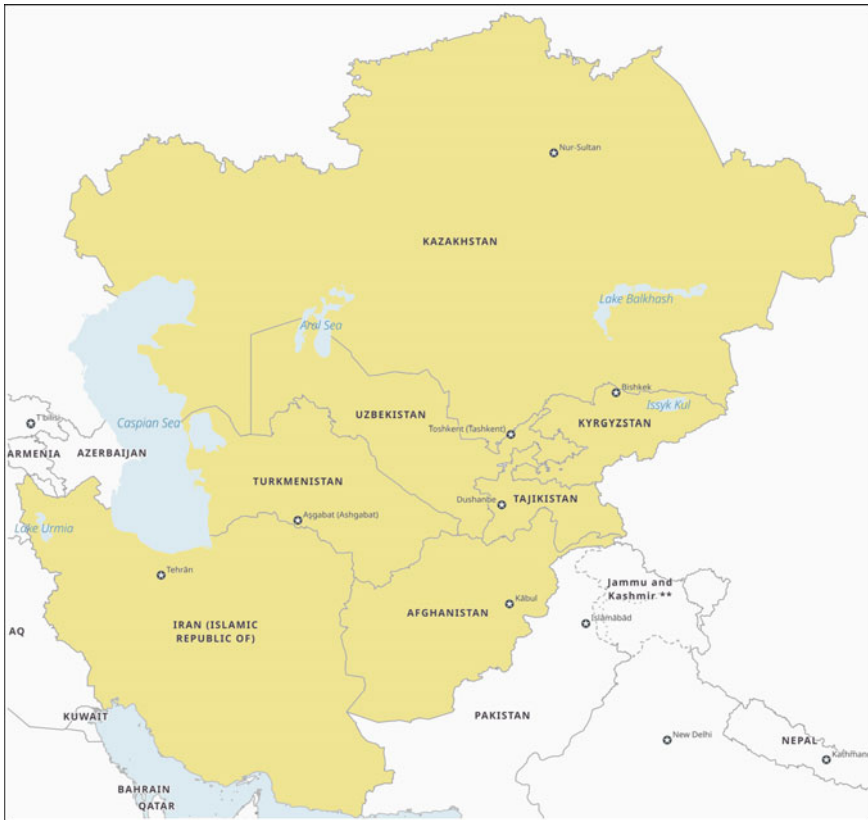 Nur-Sultan
KAZAKHSTAN
Lake Balkhash
Aral Sea
Bishkek
Issyk Kul
T'bilisi
Caspian Sea
UZBEKISTAN
KYRGYZSTAN
Toshkent (Tashkent)
ARMENIA
AZERBAIJAN
TURKMENISTAN
Dushanbe
TAJIKISTAN
Aşgabat (Ashgabat)
Lake Urmia
Tehrān
Jammu and
Kashmir **
Kābul
AFGHANISTAN
Islāmābād
IRAN (ISLAMIC
REPUBLIC OF)
AQ
KUWAIT
PAKISTAN
New Delhi
NEPAL
Kathmand
BAHRAIN
QATAR